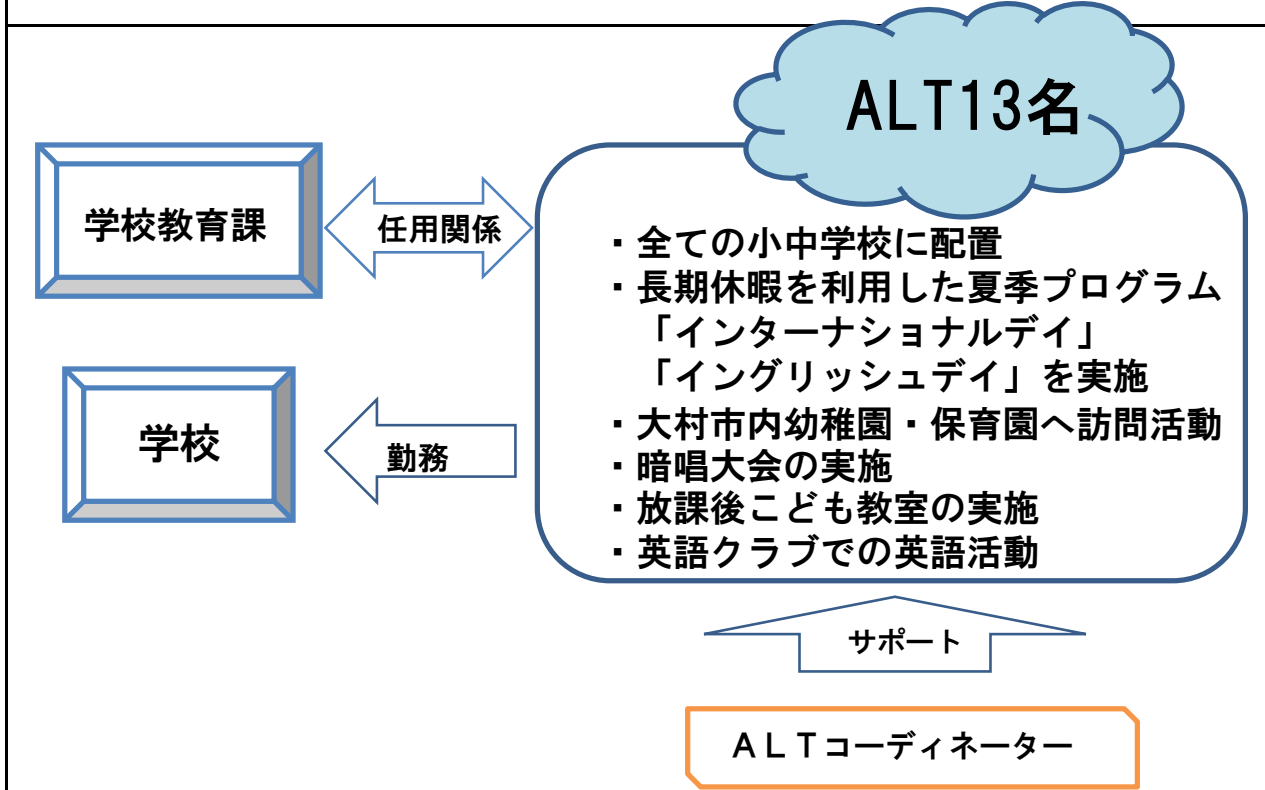 ALT13名
学校教育課
任用関係
・全ての小中学校に配置
・長期休暇を利用した夏季プログラム
「インターナショナルデイ」
「イングリッシュデイ」を実施
・大村市内幼稚園・保育園へ訪問活動
・暗唱大会の実施
・放課後こども教室の実施
・英語クラブでの英語活動
学校
勤務
サポート
ＡＬＴコーディネーター